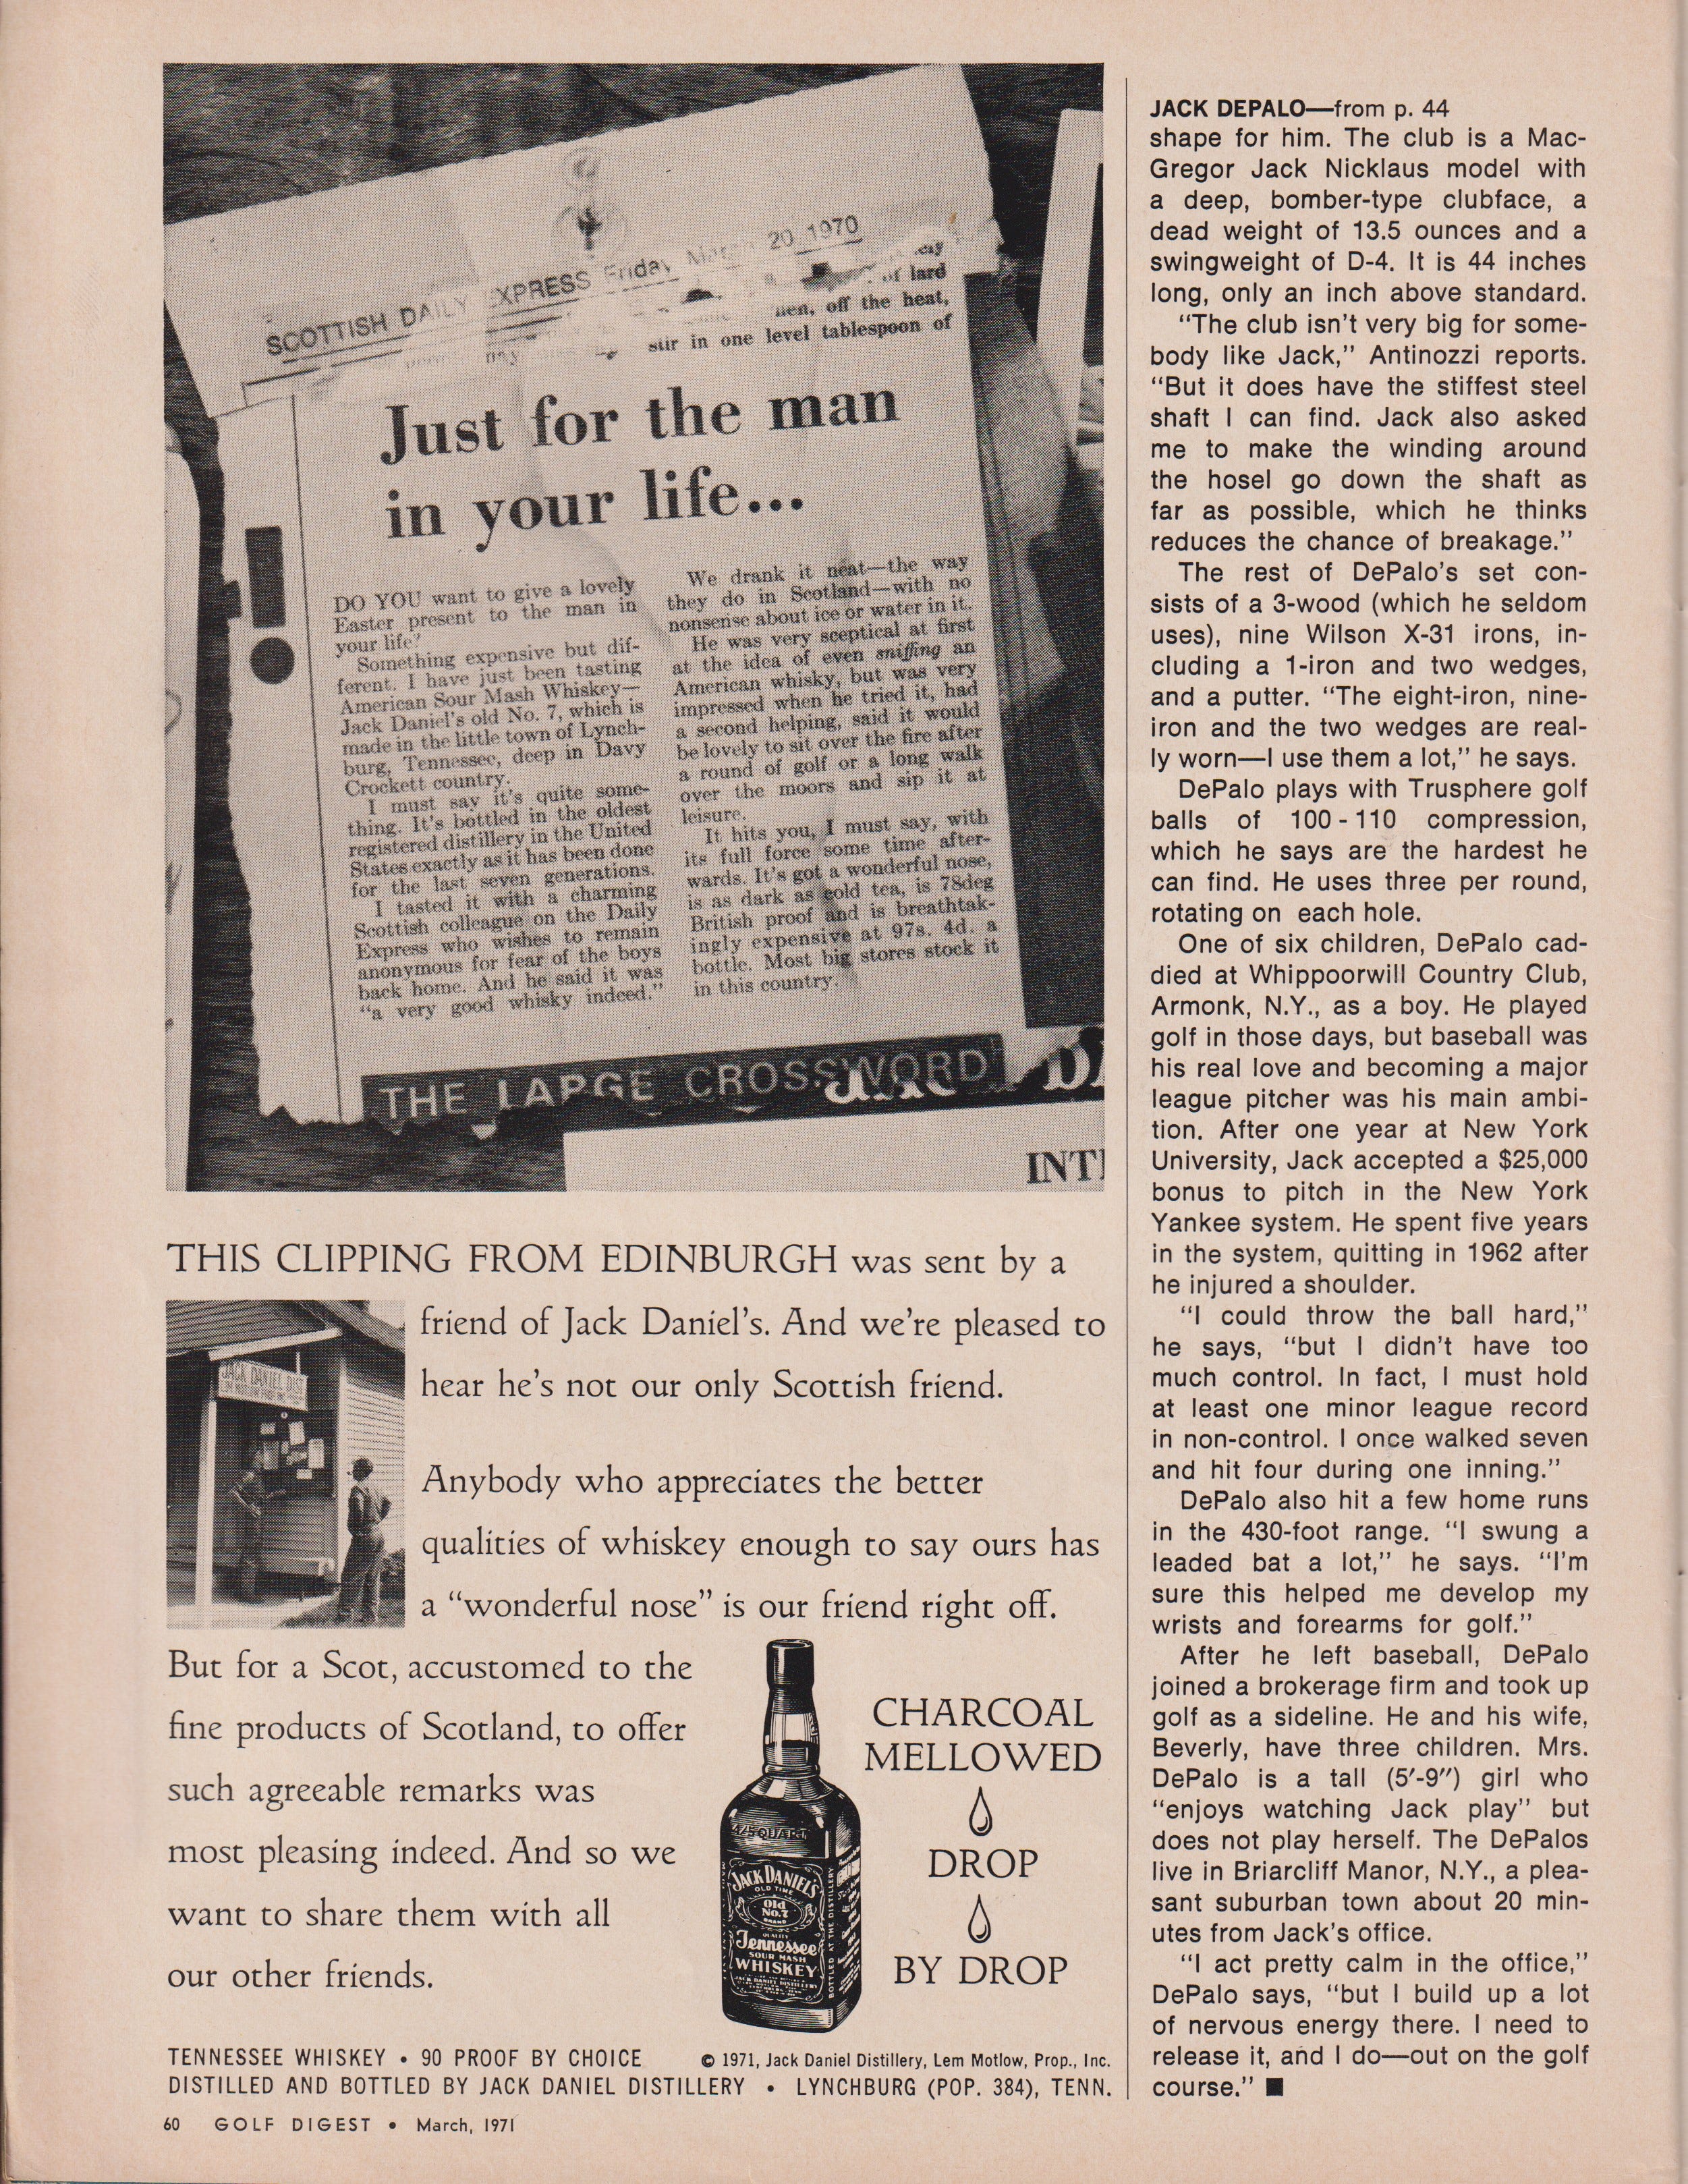 SCOTTISH DAILY EXPRESS Friday March 20 1970
of lard
off the heat,
stir in one level tablespoon of
Just for the man
in your life...
DO YOU want to give a lovely
Easter present to the man in
your life?
Something expensive but dif-
ferent. I have just been tasting
American Sour Mash Whiskey—
Jack Daniel's old No. 7, which is
made in the little town of Lynch-
burg, Tennessee, deep in Davy
Crockett country.
I must say it's quite some-
thing. It's bottled in the oldest
registered distillery in the United
States exactly as it has been done
for the last seven generations.
I tasted it with a charming
Scottish colleague on the Daily
Express who wishes to remain
anonymous for fear of the boys
back home. And he said it was
"a very good whisky indeed."
We drank it neat—the way
they do in Scotland—with no
nonsense about ice or water in it.
He was very sceptical at first
at the idea of even sniffing an
American whisky, but was very
impressed when he tried it, had
a second helping, said it would
be lovely to sit over the fire after
a round of golf or a long walk
over the moors and sip it at
leisure.
It hits you, I must say, with
its full force some time after-
wards. It's got a wonderful nose,
is as dark as cold tea, is 78deg
British proof and is breathtak-
ingly expensive at 97s. 4d. a
bottle. Most big stores stock it
in this country.
THE LARGE CROSSWORD
INT
THIS CLIPPING FROM EDINBURGH was sent by a
friend of Jack Daniel's. And we're pleased to
hear he's not our only Scottish friend.
JACK DANIEL DIST
Anybody who appreciates the better
qualities of whiskey enough to say ours has
a "wonderful nose" is our friend right off.
But for a Scot, accustomed to the
fine products of Scotland, to offer
such agreeable remarks was
most pleasing indeed. And so we
want to share them with all
our other friends.
4/5 QUART
JACK DANIEL'S
OLD TIME
Old
No.7
BRAND
QUALITY
Tennessee
SOUR MASH
WHISKEY
BOTTLED AT THE DISTILLERY
CHARCOAL
MELLOWED
DROP
BY DROP
TENNESSEE WHISKEY • 90 PROOF BY CHOICE
© 1971, Jack Daniel Distillery, Lem Motlow, Prop., Inc.
DISTILLED AND BOTTLED BY JACK DANIEL DISTILLERY • LYNCHBURG (POP. 384), TENN.
60 GOLF DIGEST • March, 1971
JACK DEPALO—from p. 44
shape for him. The club is a Mac-
Gregor Jack Nicklaus model with
a deep, bomber-type clubface, a
dead weight of 13.5 ounces and a
swingweight of D-4. It is 44 inches
long, only an inch above standard.
"The club isn't very big for some-
body like Jack," Antinozzi reports.
"But it does have the stiffest steel
shaft I can find. Jack also asked
me to make the winding around
the hosel go down the shaft as
far as possible, which he thinks
reduces the chance of breakage."
The rest of DePalo's set con-
sists of a 3-wood (which he seldom
uses), nine Wilson X-31 irons, in-
cluding a 1-iron and two wedges,
and a putter. "The eight-iron, nine-
iron and the two wedges are real-
ly worn—I use them a lot," he says.
DePalo plays with Trusphere golf
balls of 100-110 compression,
which he says are the hardest he
can find. He uses three per round,
rotating on each hole.
One of six children, DePalo cad-
died at Whippoorwill Country Club,
Armonk, N.Y., as a boy. He played
golf in those days, but baseball was
his real love and becoming a major
league pitcher was his main ambi-
tion. After one year at New York
University, Jack accepted a $25,000
bonus to pitch in the New York
Yankee system. He spent five years
in the system, quitting in 1962 after
he injured a shoulder.
"I could throw the ball hard,"
he says, "but I didn't have too
much control. In fact, I must hold
at least one minor league record
in non-control. I once walked seven
and hit four during one inning."
DePalo also hit a few home runs
in the 430-foot range. "I swung a
leaded bat a lot," he says. "I'm
sure this helped me develop my
wrists and forearms for golf."
After he left baseball, DePalo
joined a brokerage firm and took up
golf as a sideline. He and his wife,
Beverly, have three children. Mrs.
DePalo is a tall (5'-9") girl who
"enjoys watching Jack play" but
does not play herself. The DePalos
live in Briarcliff Manor, N.Y., a plea-
sant suburban town about 20 min-
utes from Jack's office.
"I act pretty calm in the office,"
DePalo says, "but I build up a lot
of nervous energy there. I need to
release it, and I do—out on the golf
course." ■